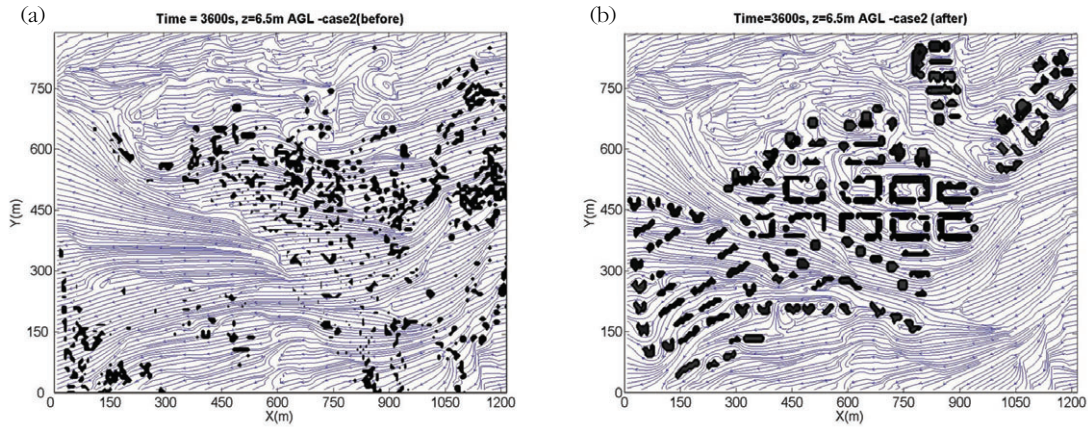 (a)
Time = 3600s, z=6.5m AGL -case2(before)
750
600
450
300
150
0
Y(m)
0 150 300 450 600 750 900 1050 1200
X(m)
(b)
Time=3600s, z=6.5m AGL -case2 (after)
750
600
450
300
150
0
Y(m)
0 150 300 450 600 750 900 1050 1200
X(m)